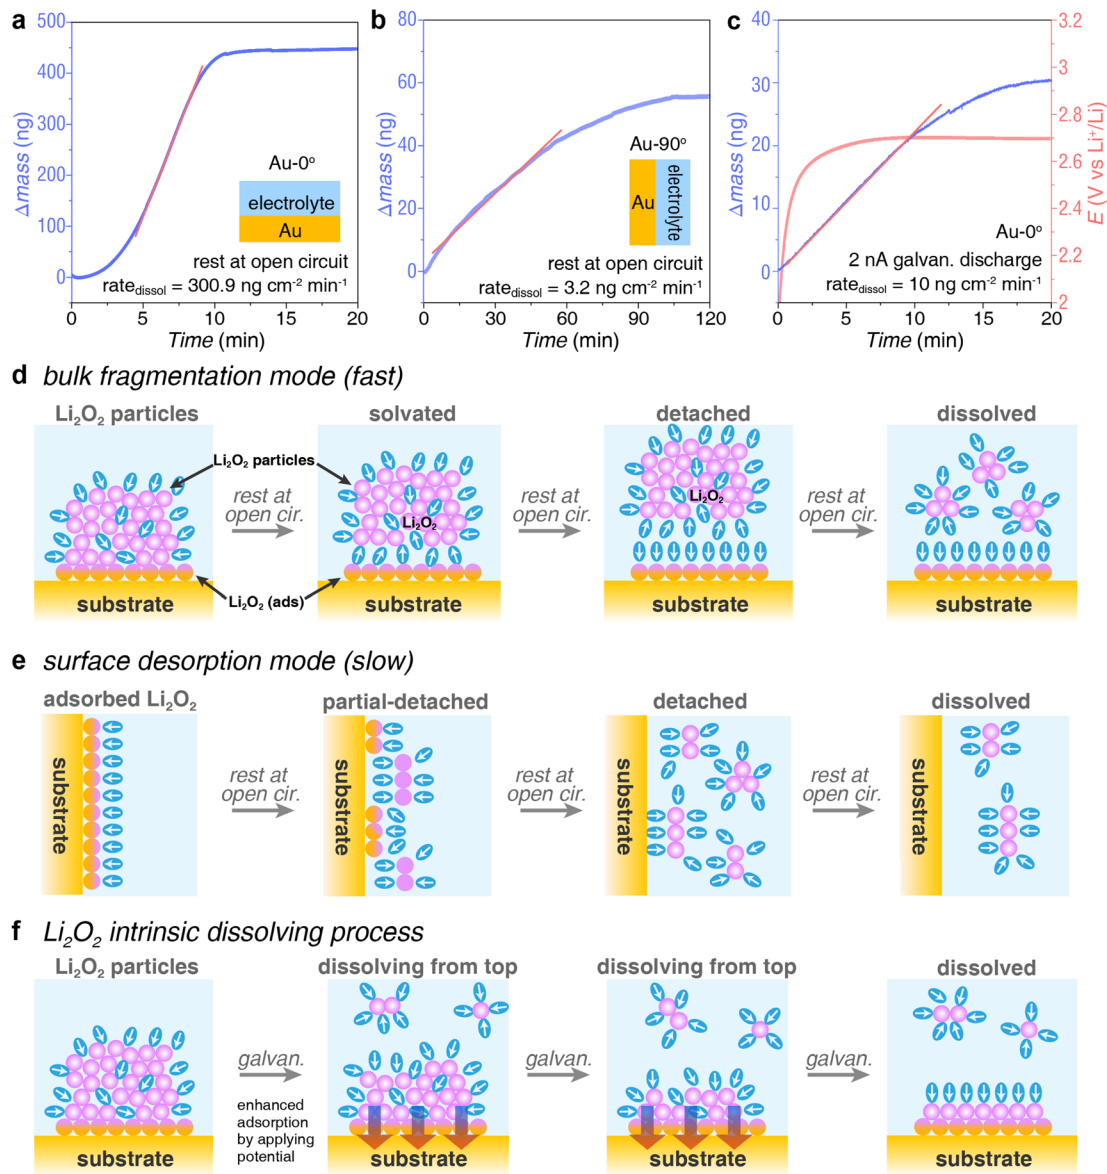 a
b
c
500
400
300
200
100
0
Δmass (ng)
0
5
10
15
20
Time (min)
Au-0°
electrolyte
Au
rest at open circuit
rate dissol = 300.9 ng cm-2 min-1
80
60
40
20
0
Δmass (ng)
0
30
60
90
120
Time (min)
Au-90°
Au
electrolyte
rest at open circuit
rate dissol = 3.2 ng cm-2 min-1
40
30
20
10
0
Δmass (ng)
0
5
10
15
20
Time (min)
3.2
3
2.8
2.6
2.4
2.2
2
E (V vs Li+/Li)
Au-0°
2 nA galvan. discharge
rate dissol = 10 ng cm-2 min-1
d bulk fragmentation mode (fast)
Li2O2 particles
solvated
detached
dissolved
Li2O2 particles
rest at
open cir.
Li2O2
rest at
open cir.
Li2O2
rest at
open cir.
Li2O2 (ads)
substrate
substrate
substrate
substrate
e surface desorption mode (slow)
adsorbed Li2O2
partial-detached
detached
dissolved
substrate
rest at
open cir.
substrate
rest at
open cir.
substrate
rest at
open cir.
substrate
f Li2O2 intrinsic dissolving process
Li2O2 particles
dissolving from top
dissolving from top
dissolved
galvan.
galvan.
galvan.
enhanced
adsorption
by applying
potential
substrate
substrate
substrate
substrate